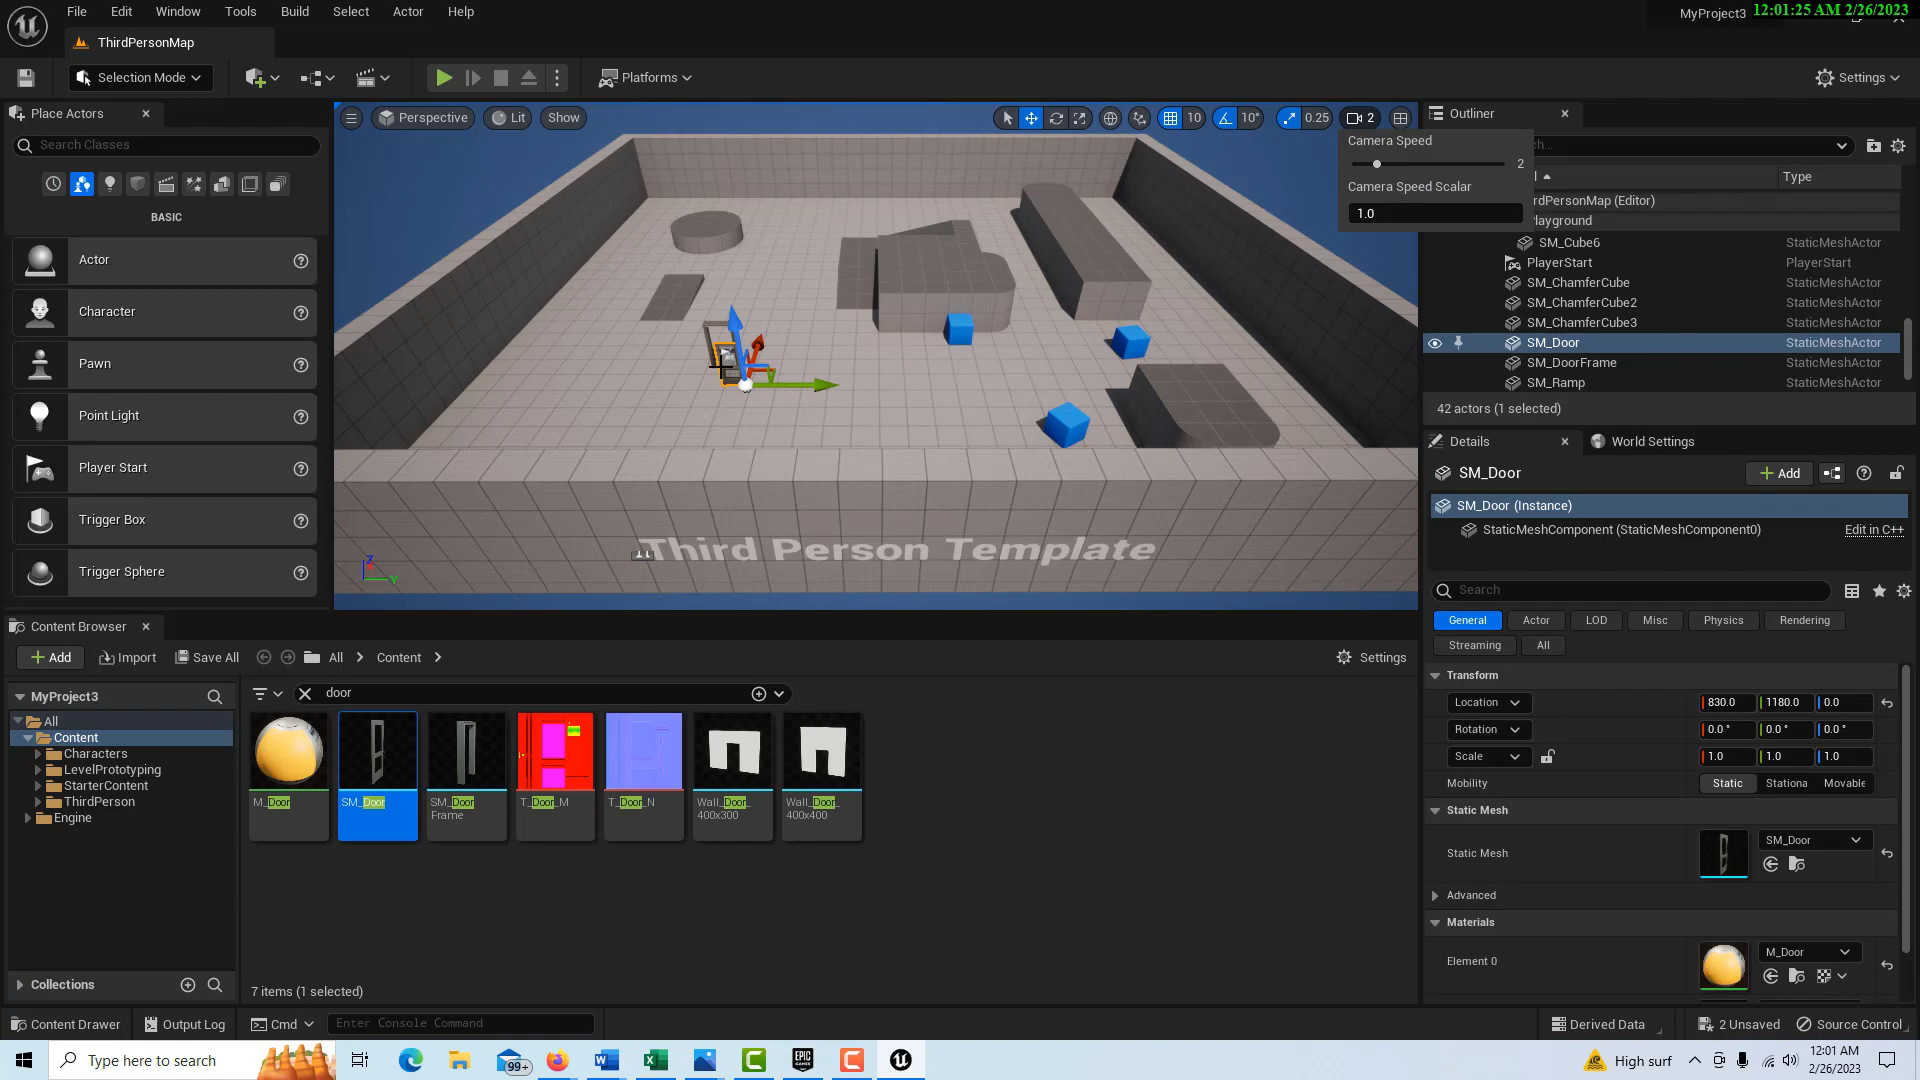 File Edit Window Tools Build Select Actor Help
MyProject3 12:01:25 AM 2/26/2023
ThirdPersonMap
Selection Mode
Platforms
Settings
Place Actors
Search Classes
BASIC
Actor
Character
Pawn
Point Light
Player Start
Trigger Box
Trigger Sphere
Perspective Lit Show
10 10° 0.25 2
Camera Speed
2
Camera Speed Scalar
1.0
Third Person Template
Outliner
Type
rdPersonMap (Editor)
Playground
SM_Cube6 StaticMeshActor
PlayerStart PlayerStart
SM_ChamferCube StaticMeshActor
SM_ChamferCube2 StaticMeshActor
SM_ChamferCube3 StaticMeshActor
SM_Door StaticMeshActor
SM_DoorFrame StaticMeshActor
SM_Ramp StaticMeshActor
42 actors (1 selected)
Details World Settings
SM_Door
Add
SM_Door (Instance)
StaticMeshComponent (StaticMeshComponent0) Edit in C++
Search
General Actor LOD Misc Physics Rendering
Streaming All
Transform
Location 830.0 1180.0 0.0
Rotation 0.0° 0.0° 0.0°
Scale 1.0 1.0 1.0
Mobility Static Stationa Movable
Static Mesh
Static Mesh SM_Door
Advanced
Materials
Element 0 M_Door
Content Browser
Add Import Save All All Content Settings
MyProject3
All
Content
Characters
LevelPrototyping
StarterContent
ThirdPerson
Engine
Collections
door
M_Door
SM_Door
SM_Door
Frame
T_Door_M
T_Door_N
Wall_Door_
400x300
Wall_Door_
400x400
7 items (1 selected)
Content Drawer Output Log Cmd Enter Console Command
Derived Data 2 Unsaved Source Control
Type here to search
99+
EPIC
GAMES
High surf
12:01 AM
2/26/2023